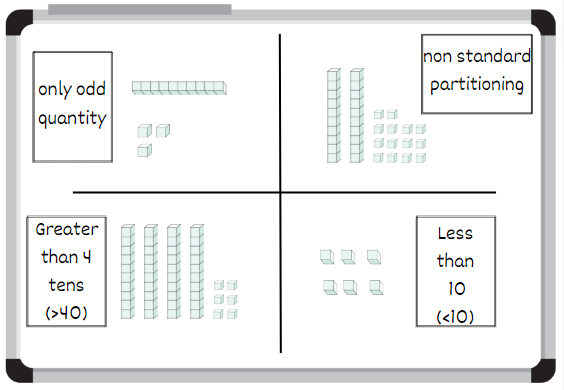 only odd
quantity
non standard
partitioning
Greater
than 4
tens
(>40)
Less
than
10
(<10)